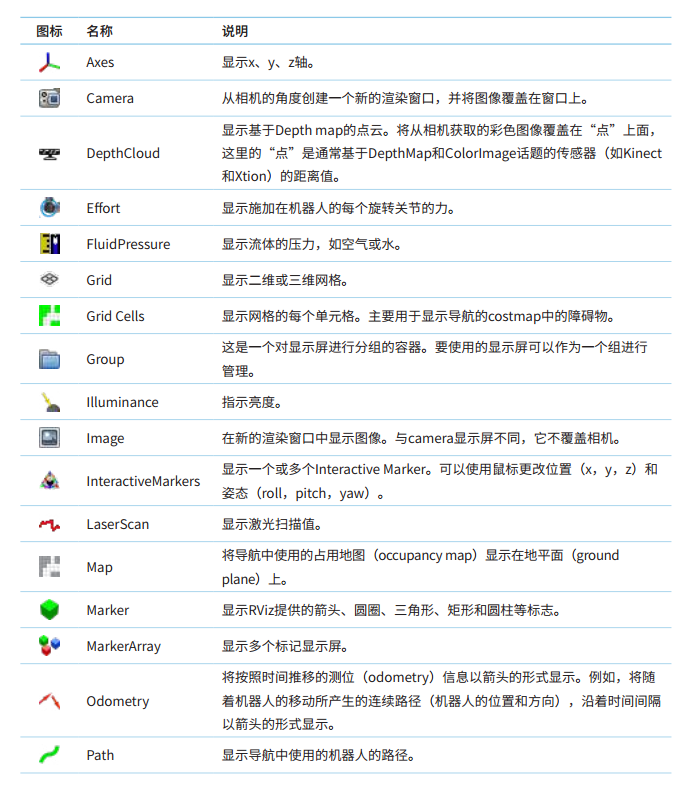 图标 名称 说明
Axes 显示x、y、z轴。
Camera 从相机的角度创建一个新的渲染窗口，并将图像覆盖在窗口上。
显示基于Depth map的点云。将从相机获取的彩色图像覆盖在“点”上面，
DepthCloud 这里的“点”是通常基于DepthMap和ColorImage话题的传感器（如Kinect
和Xtion）的距离值。
Effort 显示施加在机器人的每个旋转关节的力。
FluidPressure 显示流体的压力，如空气或水。
Grid 显示二维或三维网格。
Grid Cells 显示网格的每个单元格。主要用于显示导航的costmap中的障碍物。
Group 这是一个对显示屏进行分组的容器。要使用的显示屏可以作为一个组进行
管理。
Illuminance 指示亮度。
Image 在新的渲染窗口中显示图像。与camera显示屏不同，它不覆盖相机。
InteractiveMarkers 显示一个或多个Interactive Marker。可以使用鼠标更改位置（x，y，z）和
姿态（roll，pitch，yaw）。
LaserScan 显示激光扫描值。
Map 将导航中使用的占用地图（occupancy map）显示在地平面（ground
plane）上。
Marker 显示RViz提供的箭头、圆圈、三角形、矩形和圆柱等标志。
MarkerArray 显示多个标记显示屏。
将按照时间推移的测位（odometry）信息以箭头的形式显示。例如，将随
Odometry 着机器人的移动所产生的连续路径（机器人的位置和方向），沿着时间间隔
以箭头的形式显示。
Path 显示导航中使用的机器人的路径。